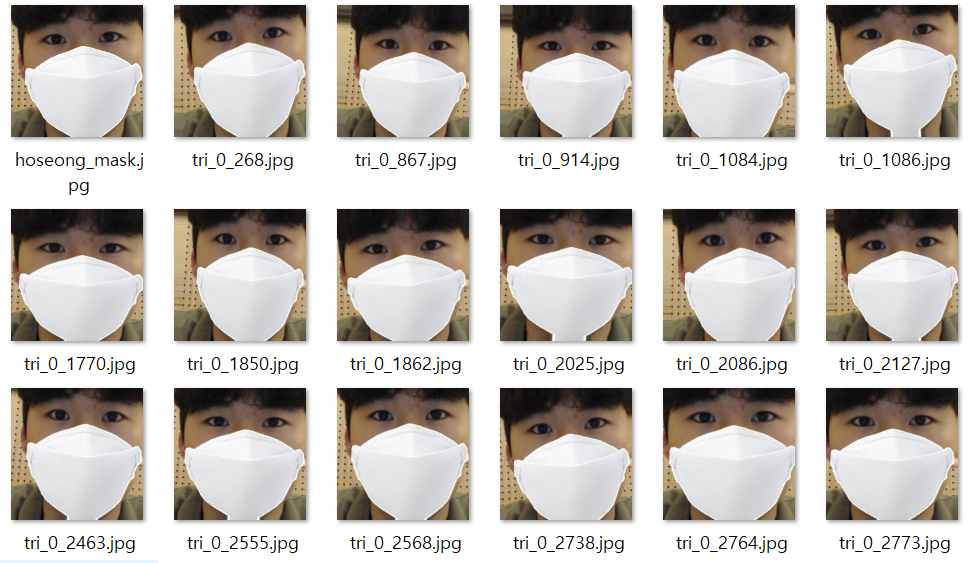 hoseong_mask.j
pg
tri_0_268.jpg
tri_0_867.jpg
tri_0_914.jpg
tri_0_1084.jpg
tri_0_1086.jpg
tri_0_1770.jpg
tri_0_1850.jpg
tri_0_1862.jpg
tri_0_2025.jpg
tri_0_2086.jpg
tri_0_2127.jpg
tri_0_2463.jpg
tri_0_2555.jpg
tri_0_2568.jpg
tri_0_2738.jpg
tri_0_2764.jpg
tri_0_2773.jpg